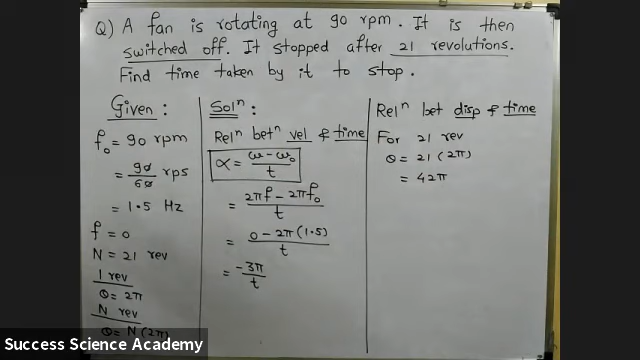 Q) A fan is rotating at 90 rpm. It is then
switched off. It stopped after 21 revolutions.
Find time taken by it to stop.
Given :
f₀ = 90 rpm
= 90/60 rps
= 1.5 Hz
f = 0
N = 21 rev
1 rev
θ = 2π
N rev
θ = N(2π)
Solⁿ :
Relⁿ betⁿ vel & time
α = (ω - ω₀)/t
= (2πf - 2πf₀)/t
= (0 - 2π(1.5))/t
= -3π/t
Relⁿ bet disp & time
For 21 rev
θ = 21 (2π)
= 42π
Success Science Academy